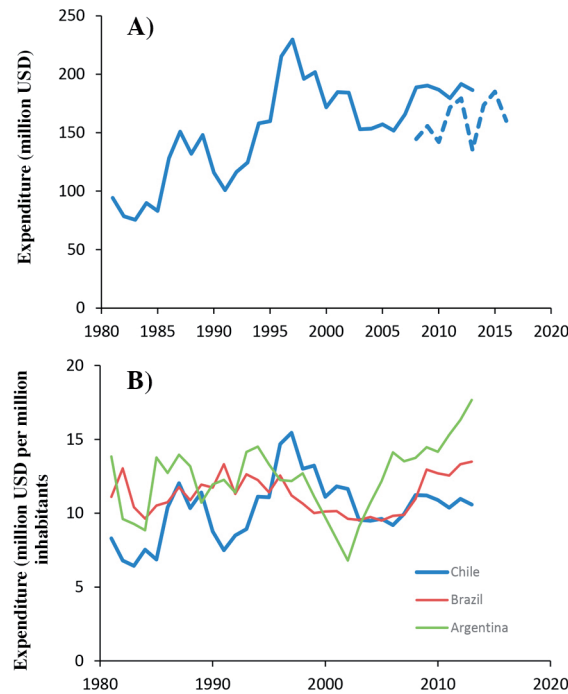 A)
Expenditure (million USD)
250
200
150
100
50
0
1980 1985 1990 1995 2000 2005 2010 2015 2020
B)
Expenditure (million USD per million
inhabitants
20
15
10
5
0
Chile
Brazil
Argentina
1980 1990 2000 2010 2020